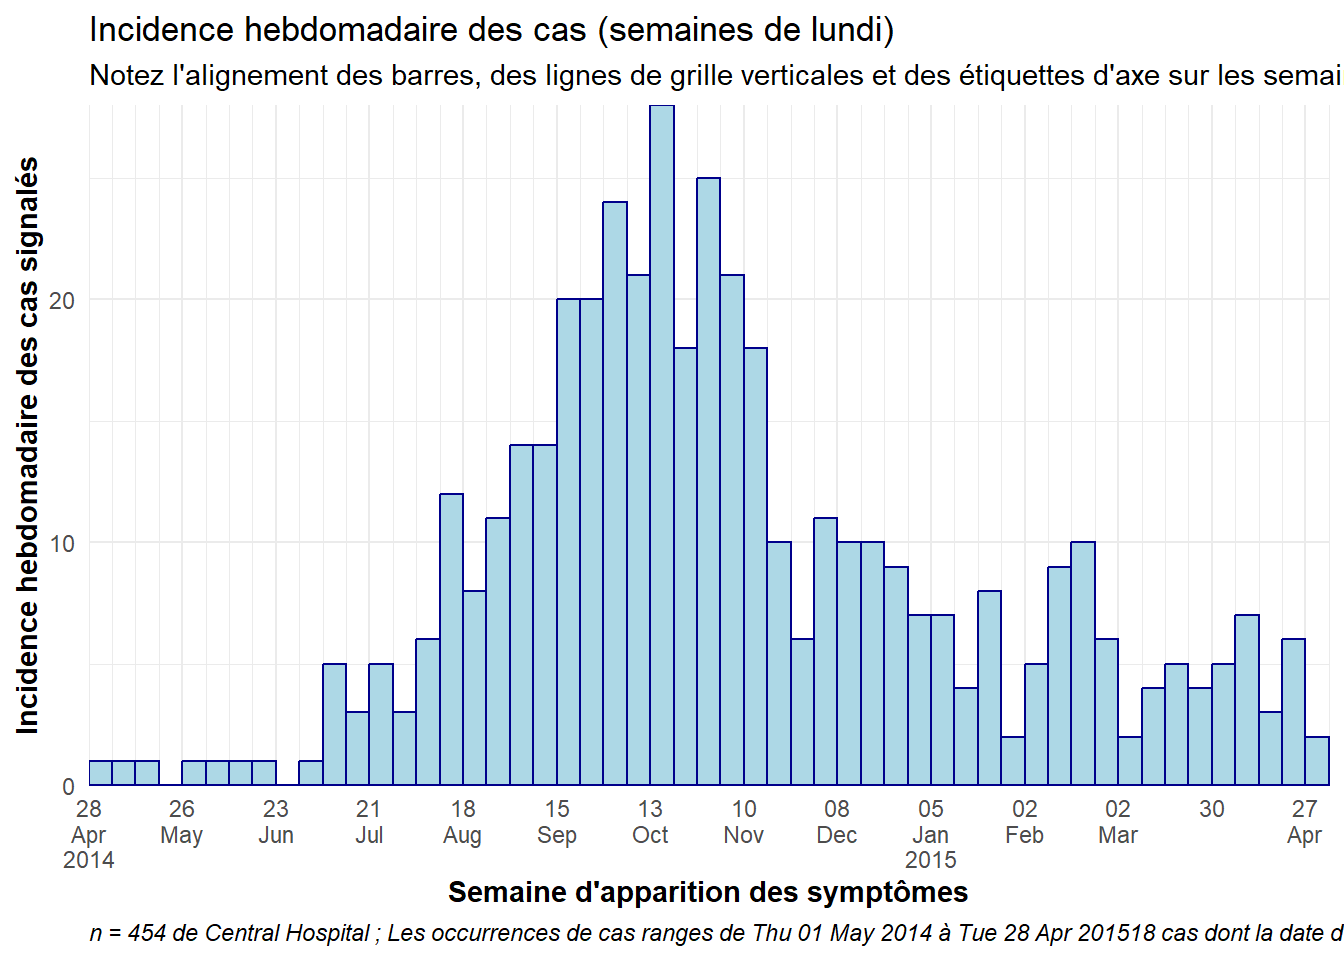 Incidence hebdomadaire des cas (semaines de lundi)
Notez l'alignement des barres, des lignes de grille verticales et des étiquettes d'axe sur les semai
Incidence hebdomadaire des cas signalés
20
10
0
28 26 23 21 18 15 13 10 08 05 02 02 30 27
Apr May Jun Jul Aug Sep Oct Nov Dec Jan Feb Mar Apr
2014 2015
Semaine d'apparition des symptômes
n = 454 de Central Hospital ; Les occurrences de cas ranges de Thu 01 May 2014 à Tue 28 Apr 201518 cas dont la date d